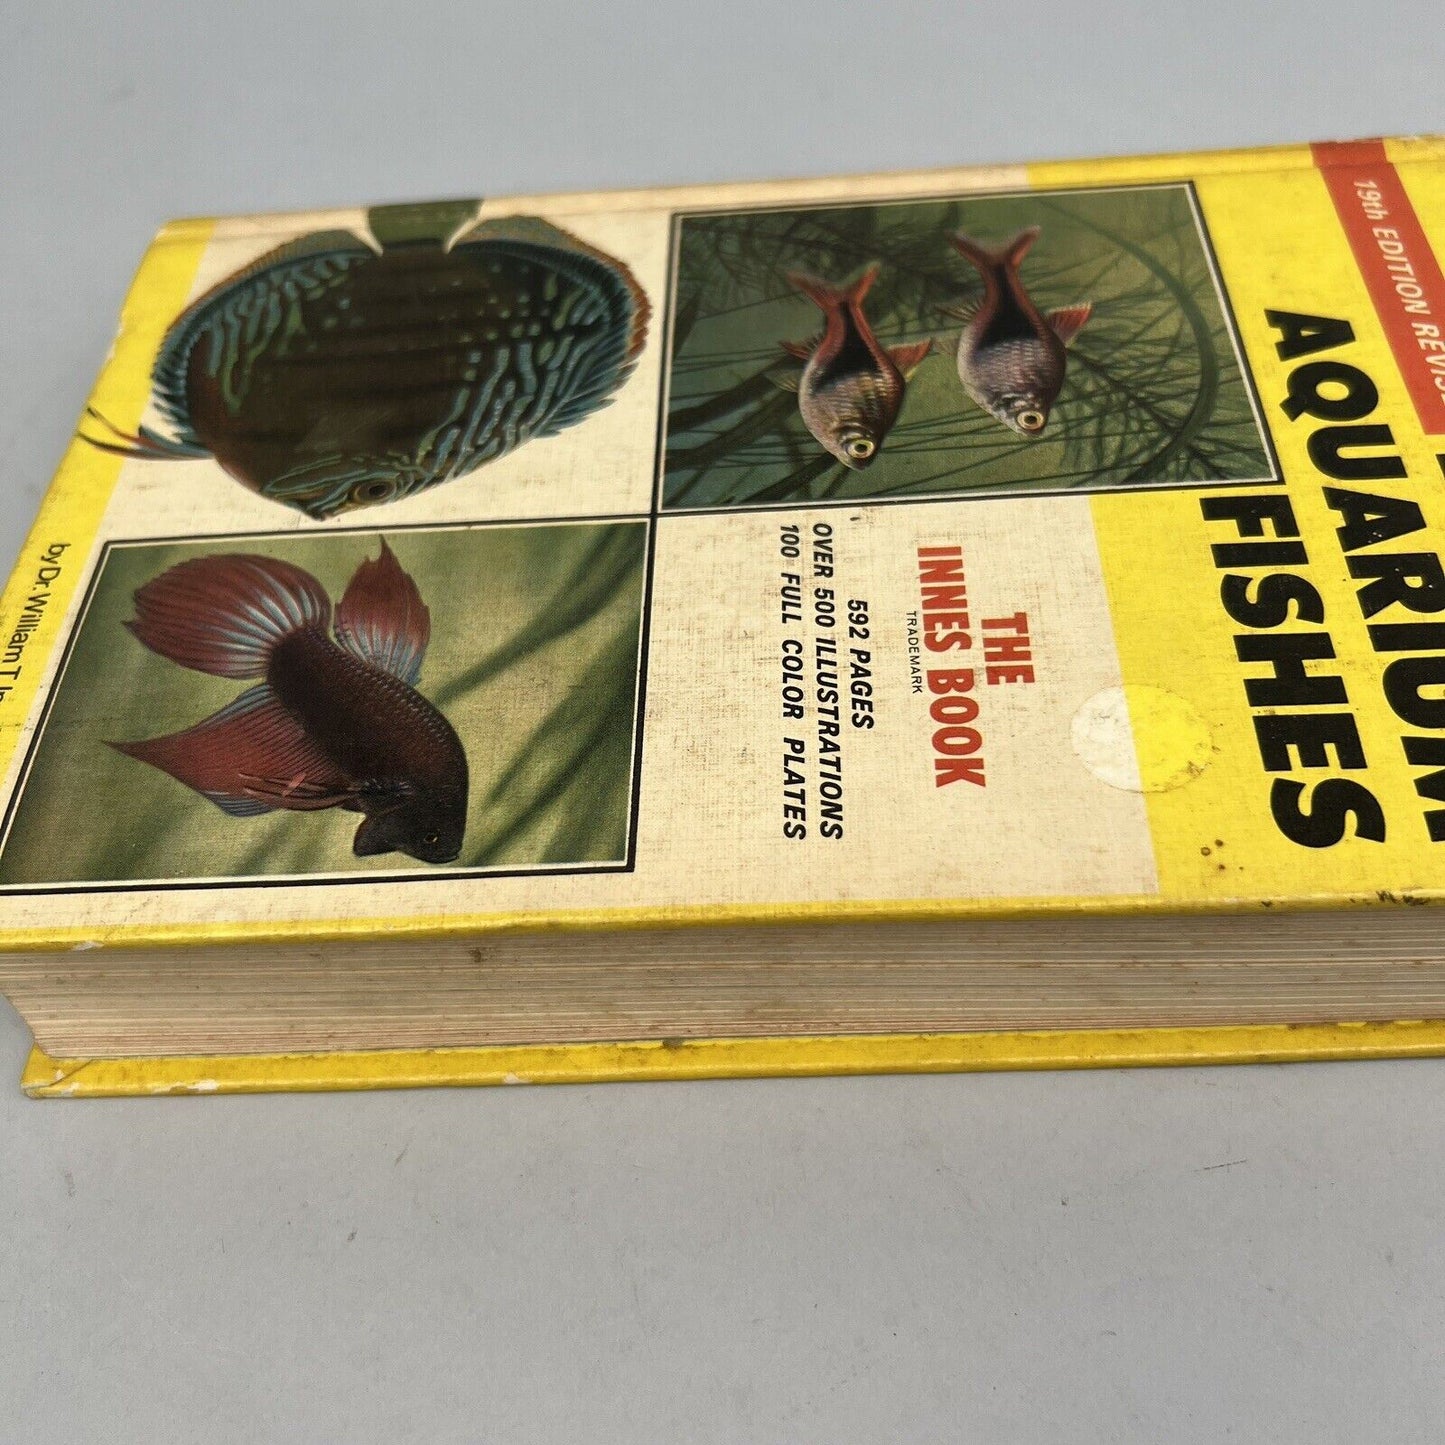 19th EDITION
AQUARIUM
FISHES
THE
INNES BOOK
TRADEMARK
592 PAGES
OVER 500 ILLUSTRATIONS
100 FULL COLOR PLATES
by Dr. William T.